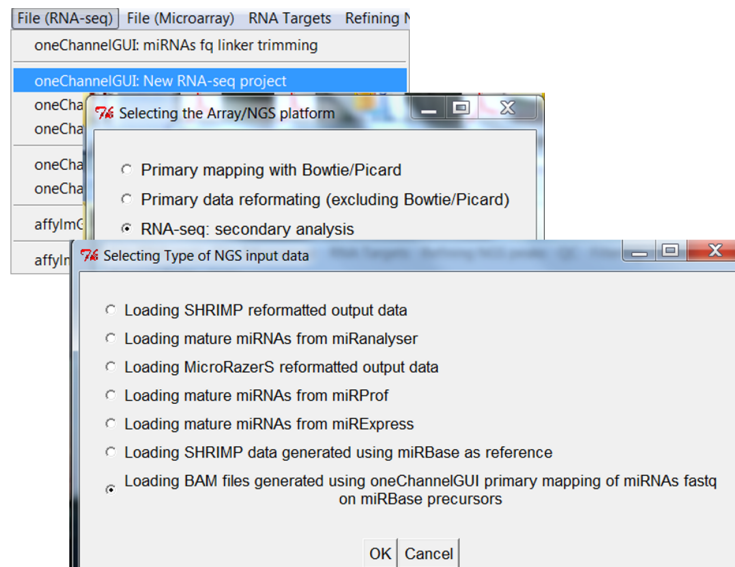 File (RNA-seq) File (Microarray) RNA Targets Refining N
oneChannelGUI: miRNAs fq linker trimming
oneChannelGUI: New RNA-seq project
oneCha
oneCha
oneCha
oneCha
affyImG
affyIm
Selecting the Array/NGS platform
Primary mapping with Bowtie/Picard
Primary data reformating (excluding Bowtie/Picard)
RNA-seq: secondary analysis
Selecting Type of NGS input data
Loading SHRIMP reformatted output data
Loading mature miRNAs from miRanalyser
Loading MicroRazerS reformatted output data
Loading mature miRNAs from miRProf
Loading mature miRNAs from miRExpress
Loading SHRIMP data generated using miRBase as reference
Loading BAM files generated using oneChannelGUI primary mapping of miRNAs fastq
on miRBase precursors
OK Cancel